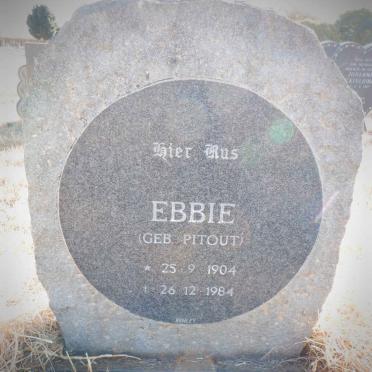 Hier Rus
EBBIE
(GEB. PITOUT)
* 25 · 9 · 1904
† 26 · 12 · 1984